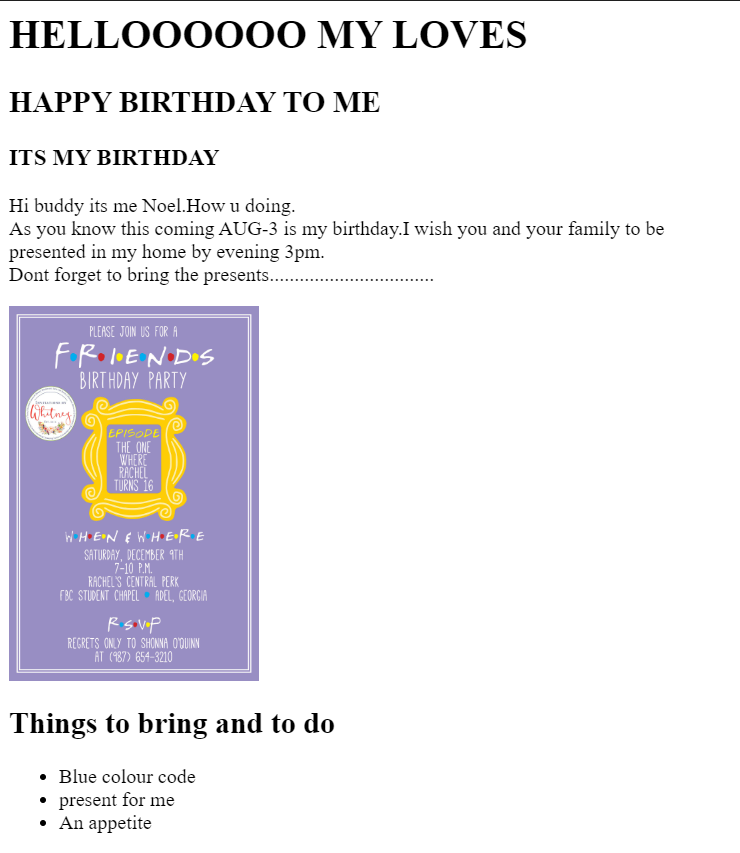 HELLOOOOOO MY LOVES
HAPPY BIRTHDAY TO ME
ITS MY BIRTHDAY
Hi buddy its me Noel.How u doing.
As you know this coming AUG-3 is my birthday.I wish you and your family to be
presented in my home by evening 3pm.
Dont forget to bring the presents.................................
PLEASE JOIN US FOR A
F•R•I•E•N•D•S
BIRTHDAY PARTY
Whitney
EPISODE
THE ONE
WHERE
RACHEL
TURNS 16
W•H•E•N & W•H•E•R•E
SATURDAY, DECEMBER 9TH
7-10 P.M.
RACHEL'S CENTRAL PERK
FBC STUDENT CHAPEL • ADEL, GEORGIA
R•S•V•P
REGRETS ONLY TO SHONNA O'QUINN
AT (987) 654-3210
Things to bring and to do
• Blue colour code
• present for me
• An appetite